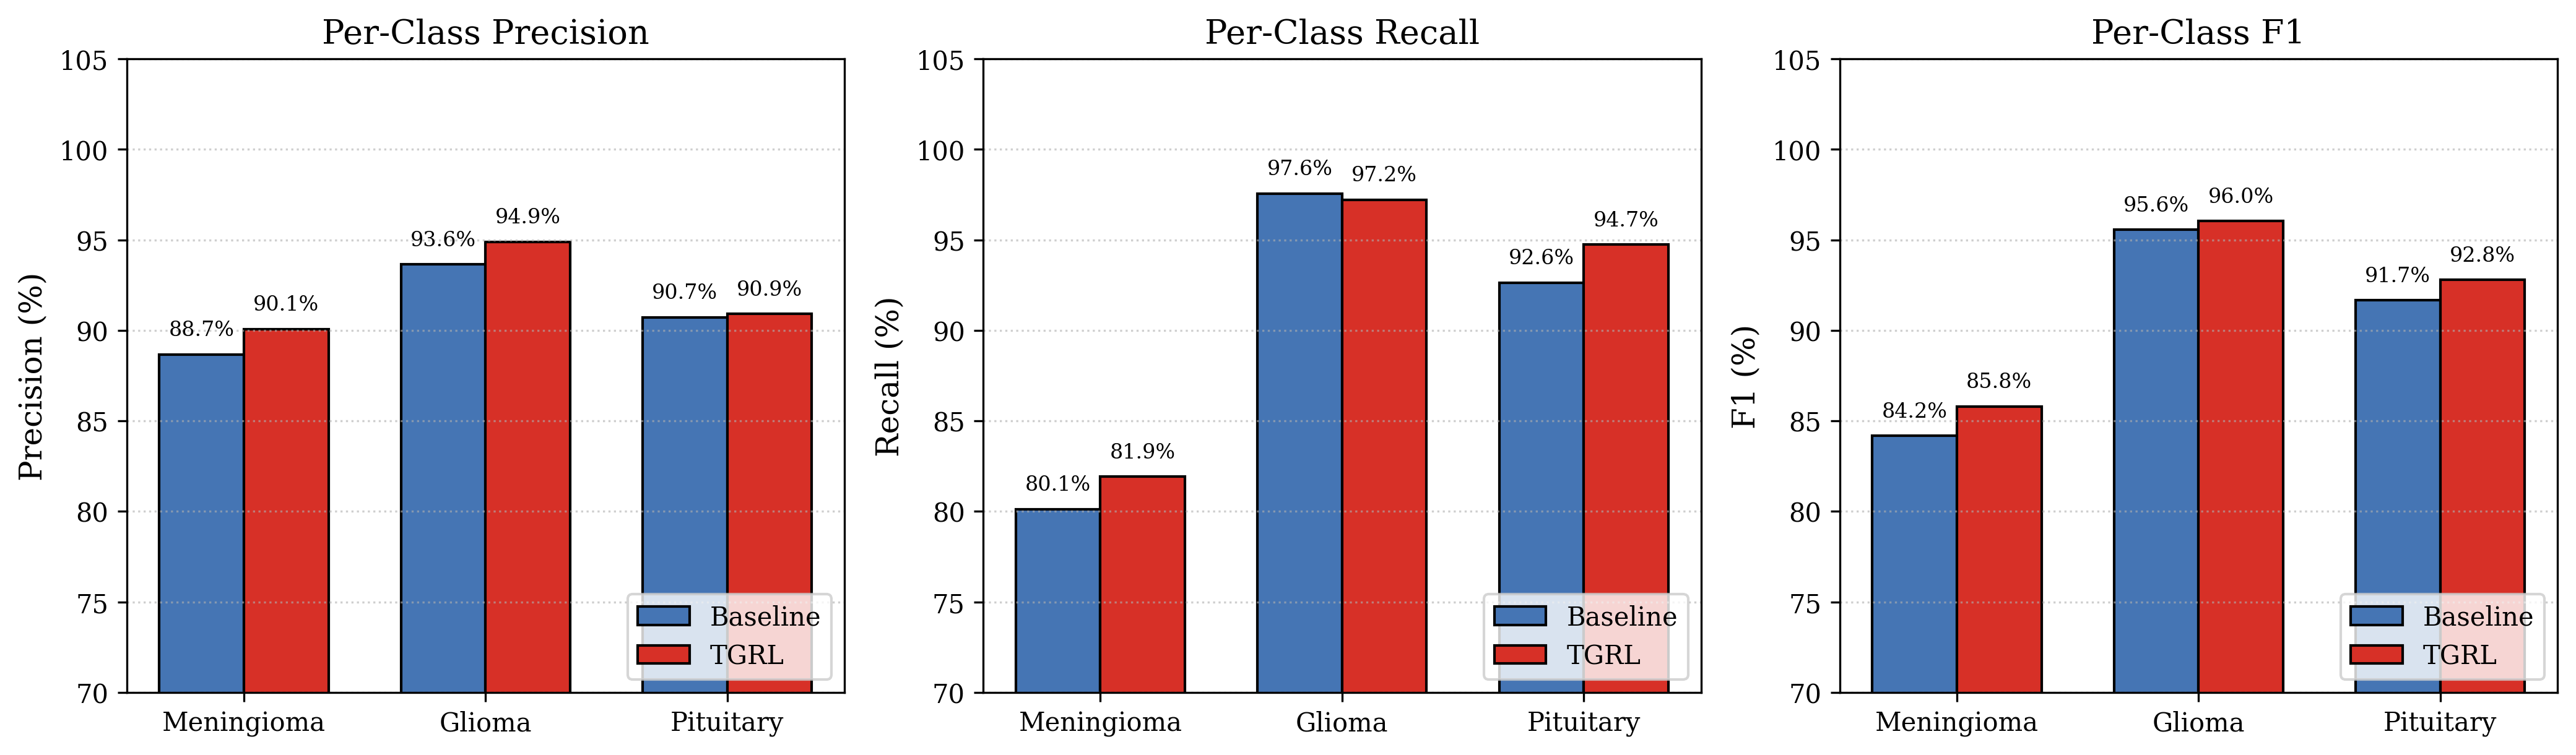 Per-Class Precision
Precision (%)
105
100
95
90
85
80
75
70
88.7%
90.1%
93.6%
94.9%
90.7%
90.9%
Meningioma
Glioma
Pituitary
Baseline
TGRL
Per-Class Recall
Recall (%)
105
100
95
90
85
80
75
70
80.1%
81.9%
97.6%
97.2%
92.6%
94.7%
Meningioma
Glioma
Pituitary
Baseline
TGRL
Per-Class F1
F1 (%)
105
100
95
90
85
80
75
70
84.2%
85.8%
95.6%
96.0%
91.7%
92.8%
Meningioma
Glioma
Pituitary
Baseline
TGRL